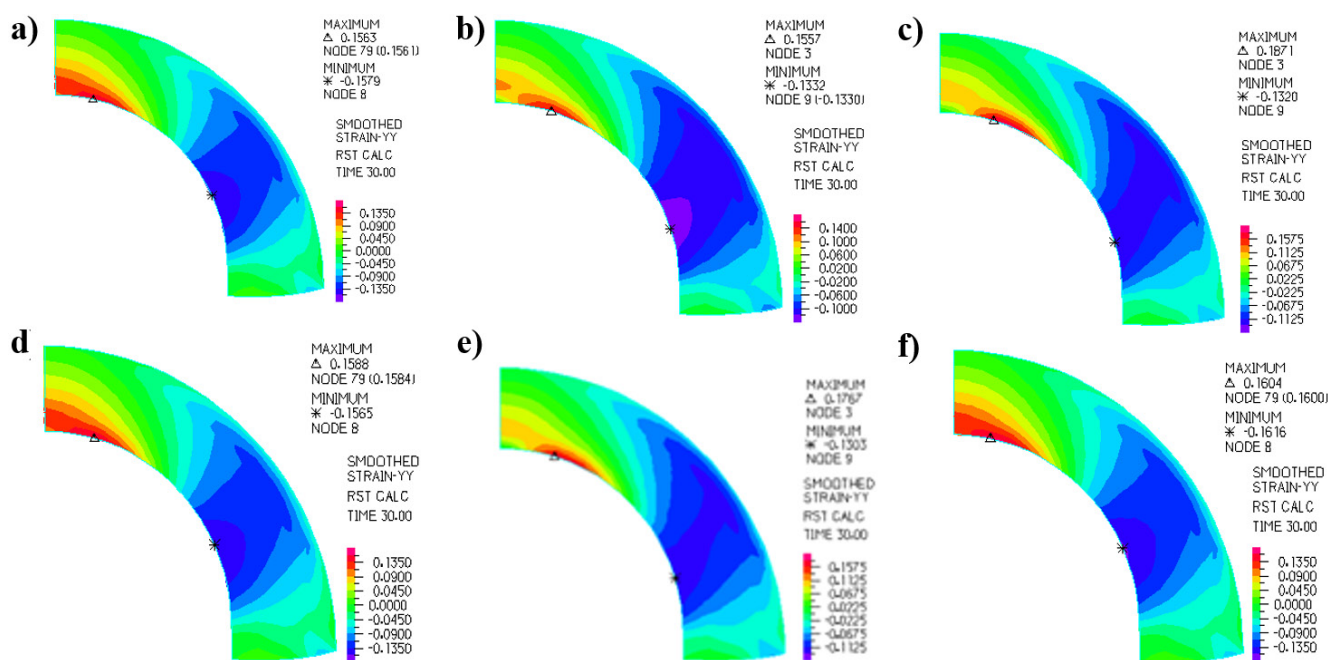 a)
MAXIMUM
△ 0.1563
NODE 79 (0.1561)
MINIMUM
* -0.1579
NODE 8
SMOOTHED
STRAIN-YY
RST CALC
TIME 30.00
0.1350
0.0900
0.0450
0.0000
-0.0450
-0.0900
-0.1350
b)
MAXIMUM
△ 0.1557
NODE 3
MINIMUM
* -0.1332
NODE 9 (-0.1330)
SMOOTHED
STRAIN-YY
RST CALC
TIME 30.00
0.1400
0.1000
0.0600
0.0200
-0.0200
-0.0600
-0.1000
c)
MAXIMUM
△ 0.1871
NODE 3
MINIMUM
* -0.1320
NODE 9
SMOOTHED
STRAIN-YY
RST CALC
TIME 30.00
0.1575
0.1125
0.0675
0.0225
-0.0225
-0.0675
-0.1125
d)
MAXIMUM
△ 0.1588
NODE 79 (0.1584)
MINIMUM
* -0.1565
NODE 8
SMOOTHED
STRAIN-YY
RST CALC
TIME 30.00
0.1350
0.0900
0.0450
0.0000
-0.0450
-0.0900
-0.1350
e)
MAXIMUM
△ 0.1767
NODE 3
MINIMUM
* -0.1303
NODE 9
SMOOTHED
STRAIN-YY
RST CALC
TIME 30.00
0.1575
0.1125
0.0675
0.0225
-0.0225
-0.0675
-0.1125
f)
MAXIMUM
△ 0.1604
NODE 79 (0.1600)
MINIMUM
* -0.1616
NODE 8
SMOOTHED
STRAIN-YY
RST CALC
TIME 30.00
0.1350
0.0900
0.0450
0.0000
-0.0450
-0.0900
-0.1350